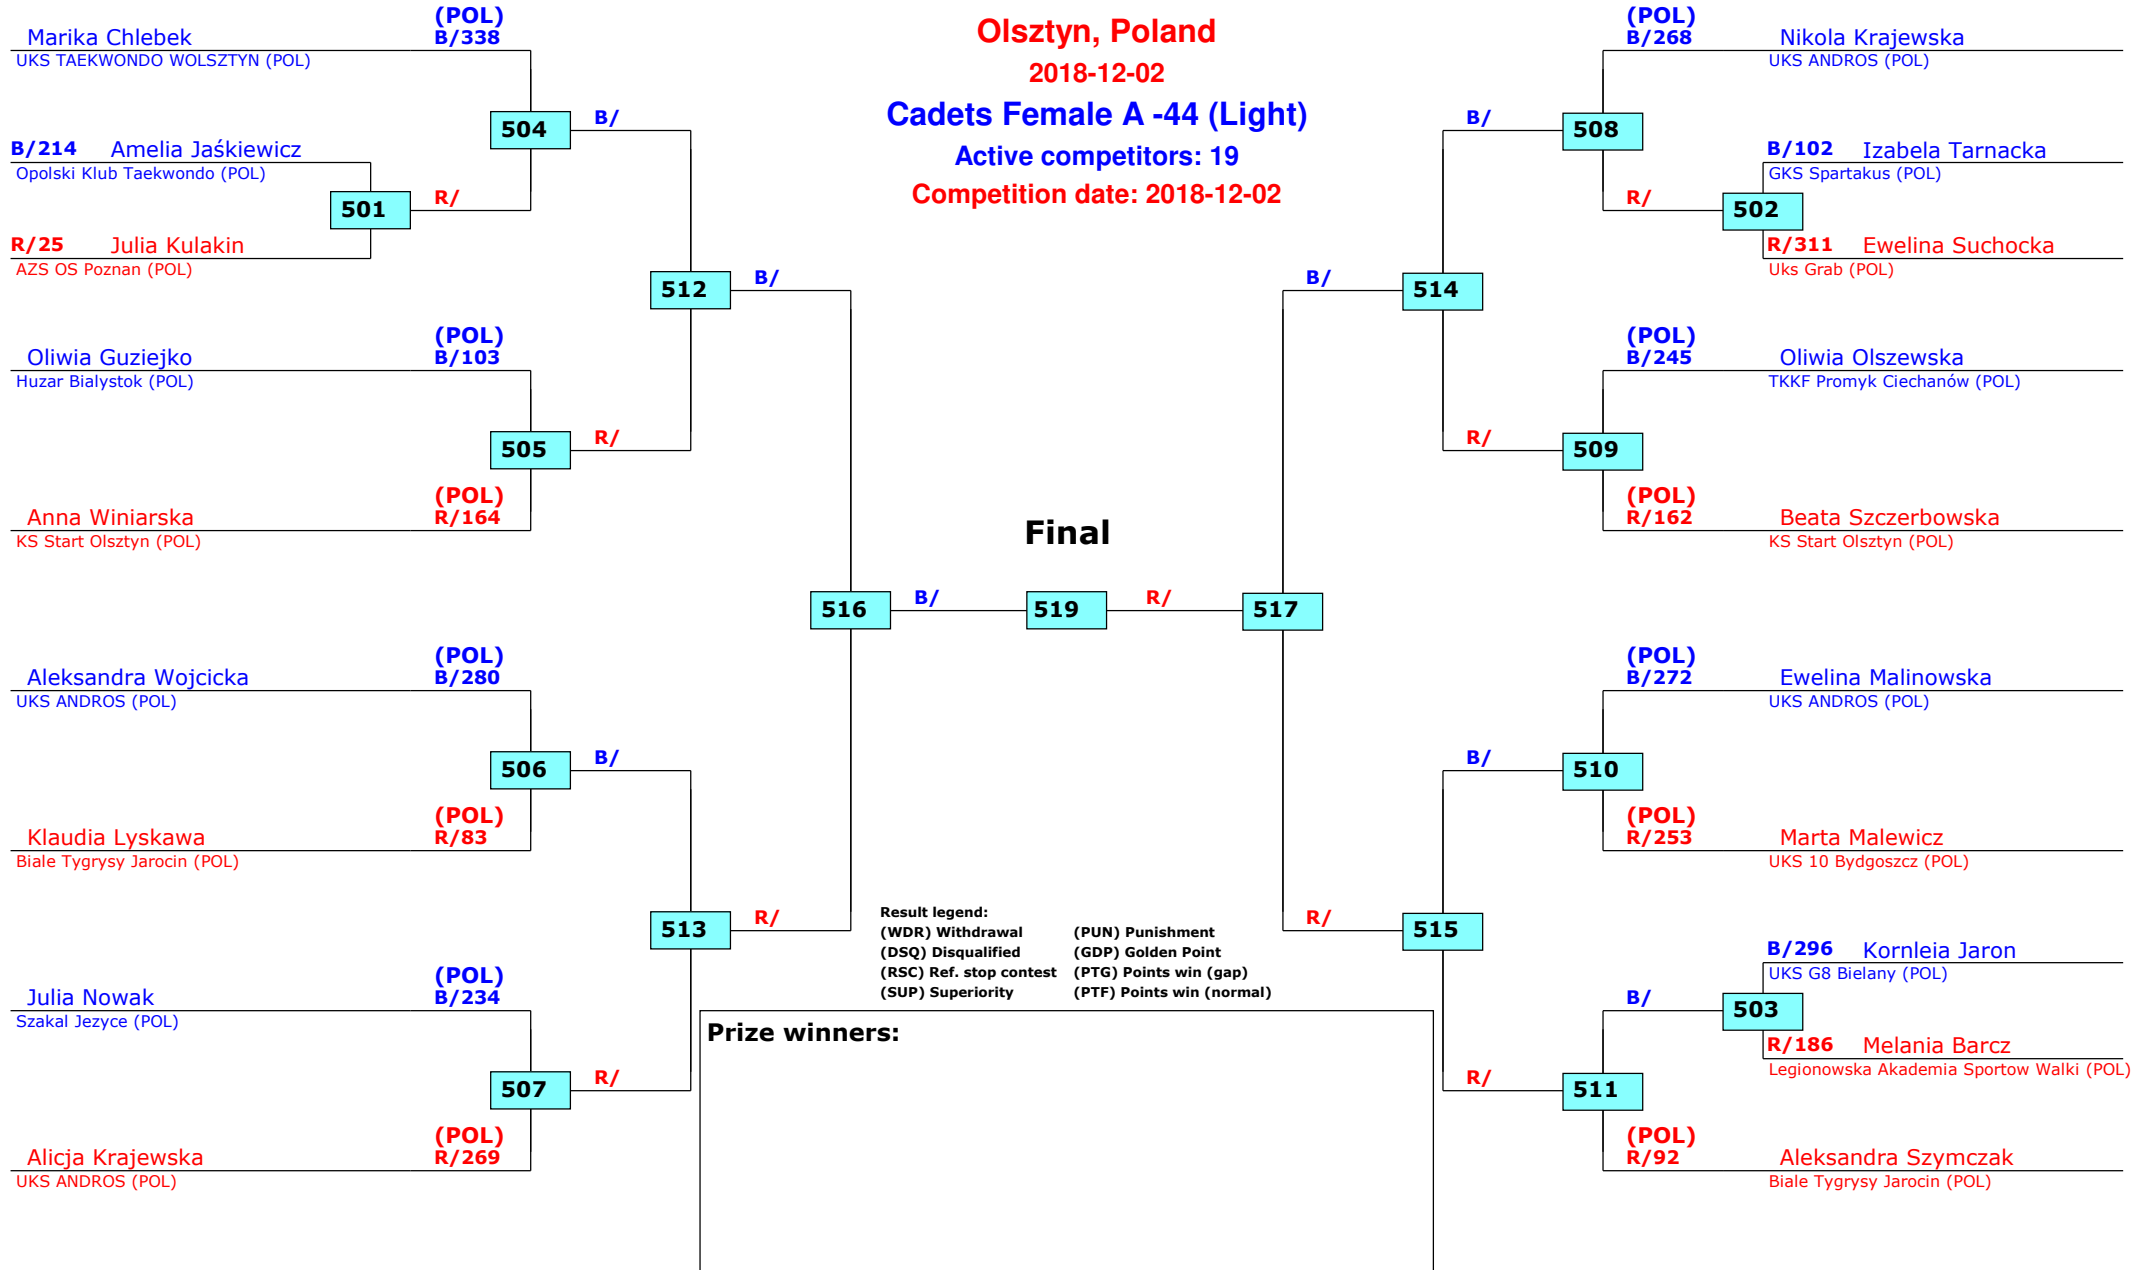 Olsztyn, Poland
2018-12-02
Cadets Female A -44 (Light)
Active competitors: 19
Competition date: 2018-12-02
(POL)
Marika Chlebek B/338
UKS TAEKWONDO WOLSZTYN (POL)
504 B/
B/214 Amelia Jaśkiewicz
Opolski Klub Taekwondo (POL)
501 R/
R/25 Julia Kulakin
AZS OS Poznan (POL)
512 B/
(POL)
Oliwia Guziejko B/103
Huzar Bialystok (POL)
505 R/
(POL)
Anna Winiarska R/164
KS Start Olsztyn (POL)
516 B/
(POL)
Aleksandra Wojcicka B/280
UKS ANDROS (POL)
506 B/
(POL)
Klaudia Lyskawa R/83
Biale Tygrysy Jarocin (POL)
513 R/
(POL)
Julia Nowak B/234
Szakal Jezyce (POL)
507 R/
(POL)
Alicja Krajewska R/269
UKS ANDROS (POL)
Final
519
(POL)
B/268 Nikola Krajewska
UKS ANDROS (POL)
B/ 508
B/102 Izabela Tarnacka
GKS Spartakus (POL)
R/ 502
R/311 Ewelina Suchocka
Uks Grab (POL)
B/ 514
(POL)
B/245 Oliwia Olszewska
TKKF Promyk Ciechanów (POL)
R/ 509
(POL)
R/162 Beata Szczerbowska
KS Start Olsztyn (POL)
R/ 517
(POL)
B/272 Ewelina Malinowska
UKS ANDROS (POL)
B/ 510
(POL)
R/253 Marta Malewicz
UKS 10 Bydgoszcz (POL)
R/ 515
B/296 Kornleia Jaron
UKS G8 Bielany (POL)
B/ 503
R/186 Melania Barcz
Legionowska Akademia Sportow Walki (POL)
R/ 511
(POL)
R/92 Aleksandra Szymczak
Biale Tygrysy Jarocin (POL)
Result legend:
(WDR) Withdrawal (PUN) Punishment
(DSQ) Disqualified (GDP) Golden Point
(RSC) Ref. stop contest (PTG) Points win (gap)
(SUP) Superiority (PTF) Points win (normal)
Prize winners: